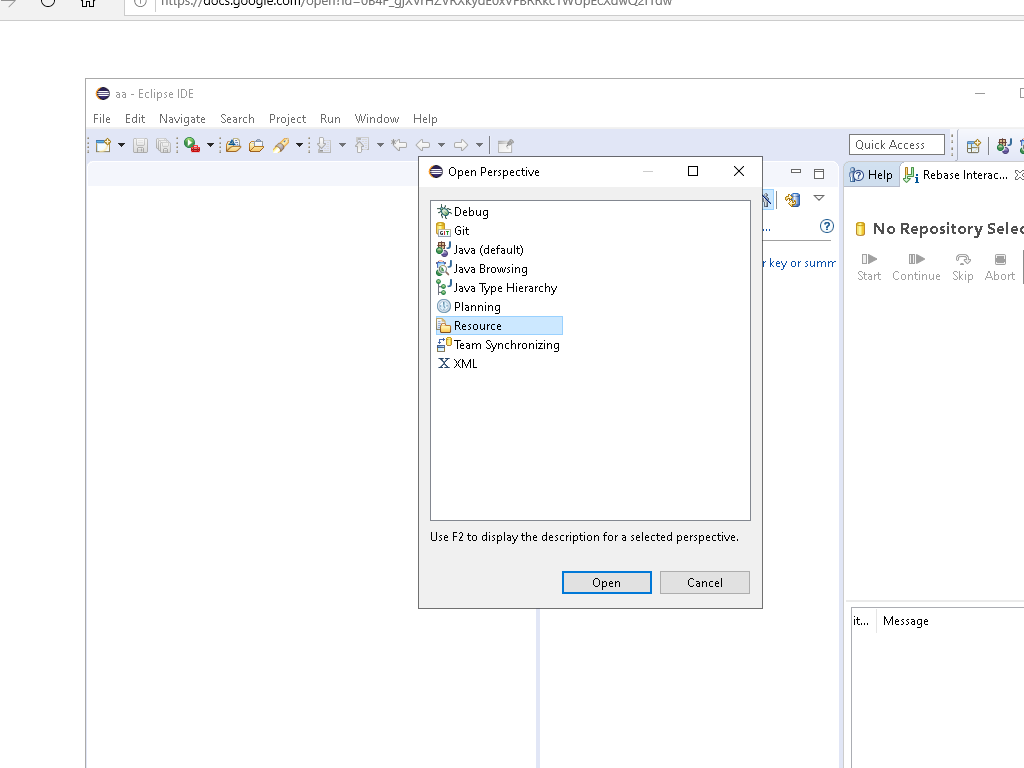 https://docs.google.com/open?id=
aa - Eclipse IDE
File Edit Navigate Search Project Run Window Help
Quick Access
Open Perspective
Help Rebase Interac...
Debug
Git
Java (default)
Java Browsing
Java Type Hierarchy
Planning
Resource
Team Synchronizing
XML
...
r key or summ
No Repository Selec
Start Continue Skip Abort
Use F2 to display the description for a selected perspective.
Open Cancel
it... Message